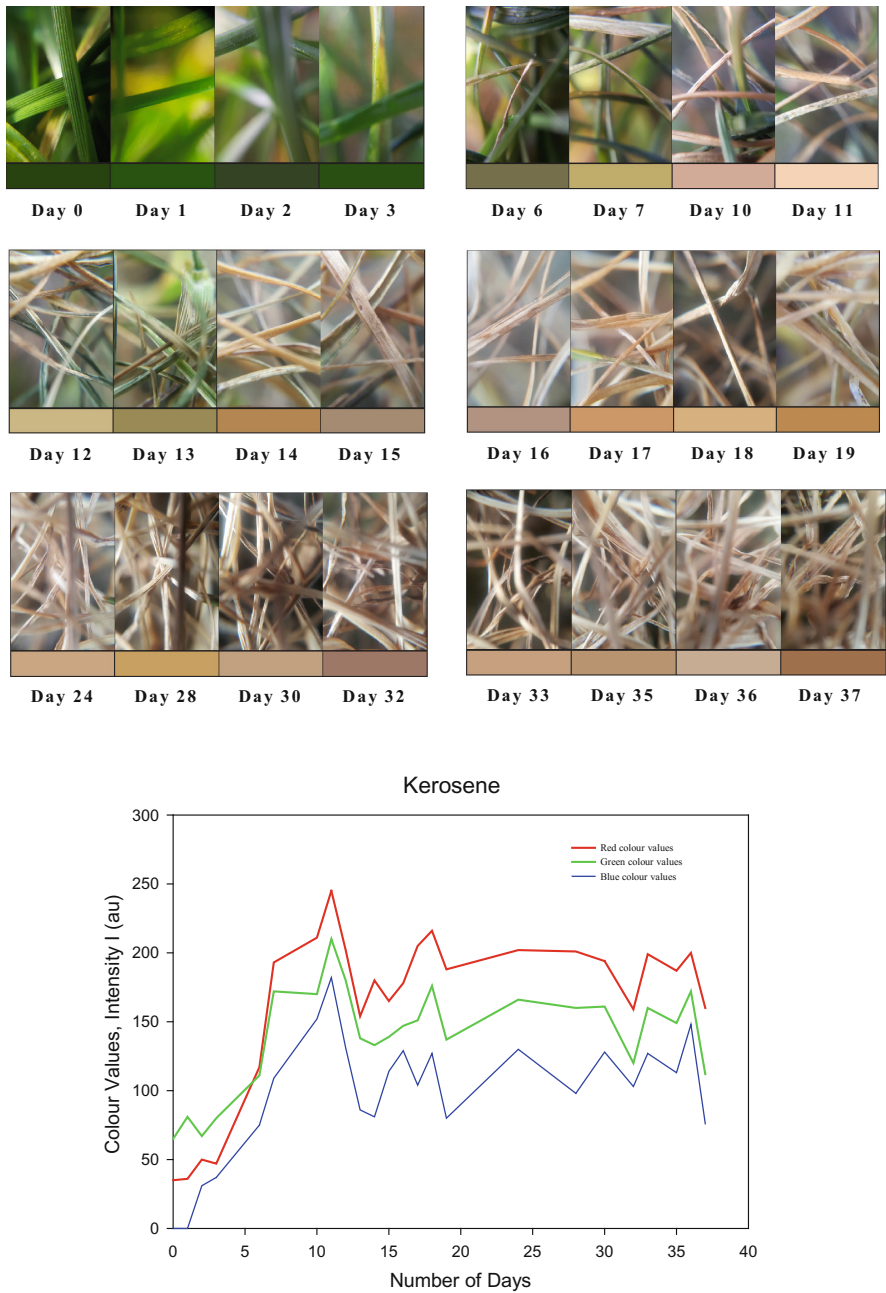 Day 0 Day 1 Day 2 Day 3 Day 6 Day 7 Day 10 Day 11
Day 12 Day 13 Day 14 Day 15 Day 16 Day 17 Day 18 Day 19
Day 24 Day 28 Day 30 Day 32 Day 33 Day 35 Day 36 Day 37
Kerosene
300
250
200
150
100
50
0
Colour Values, Intensity I (au)
Red colour values
Green colour values
Blue colour values
0 5 10 15 20 25 30 35 40
Number of Days